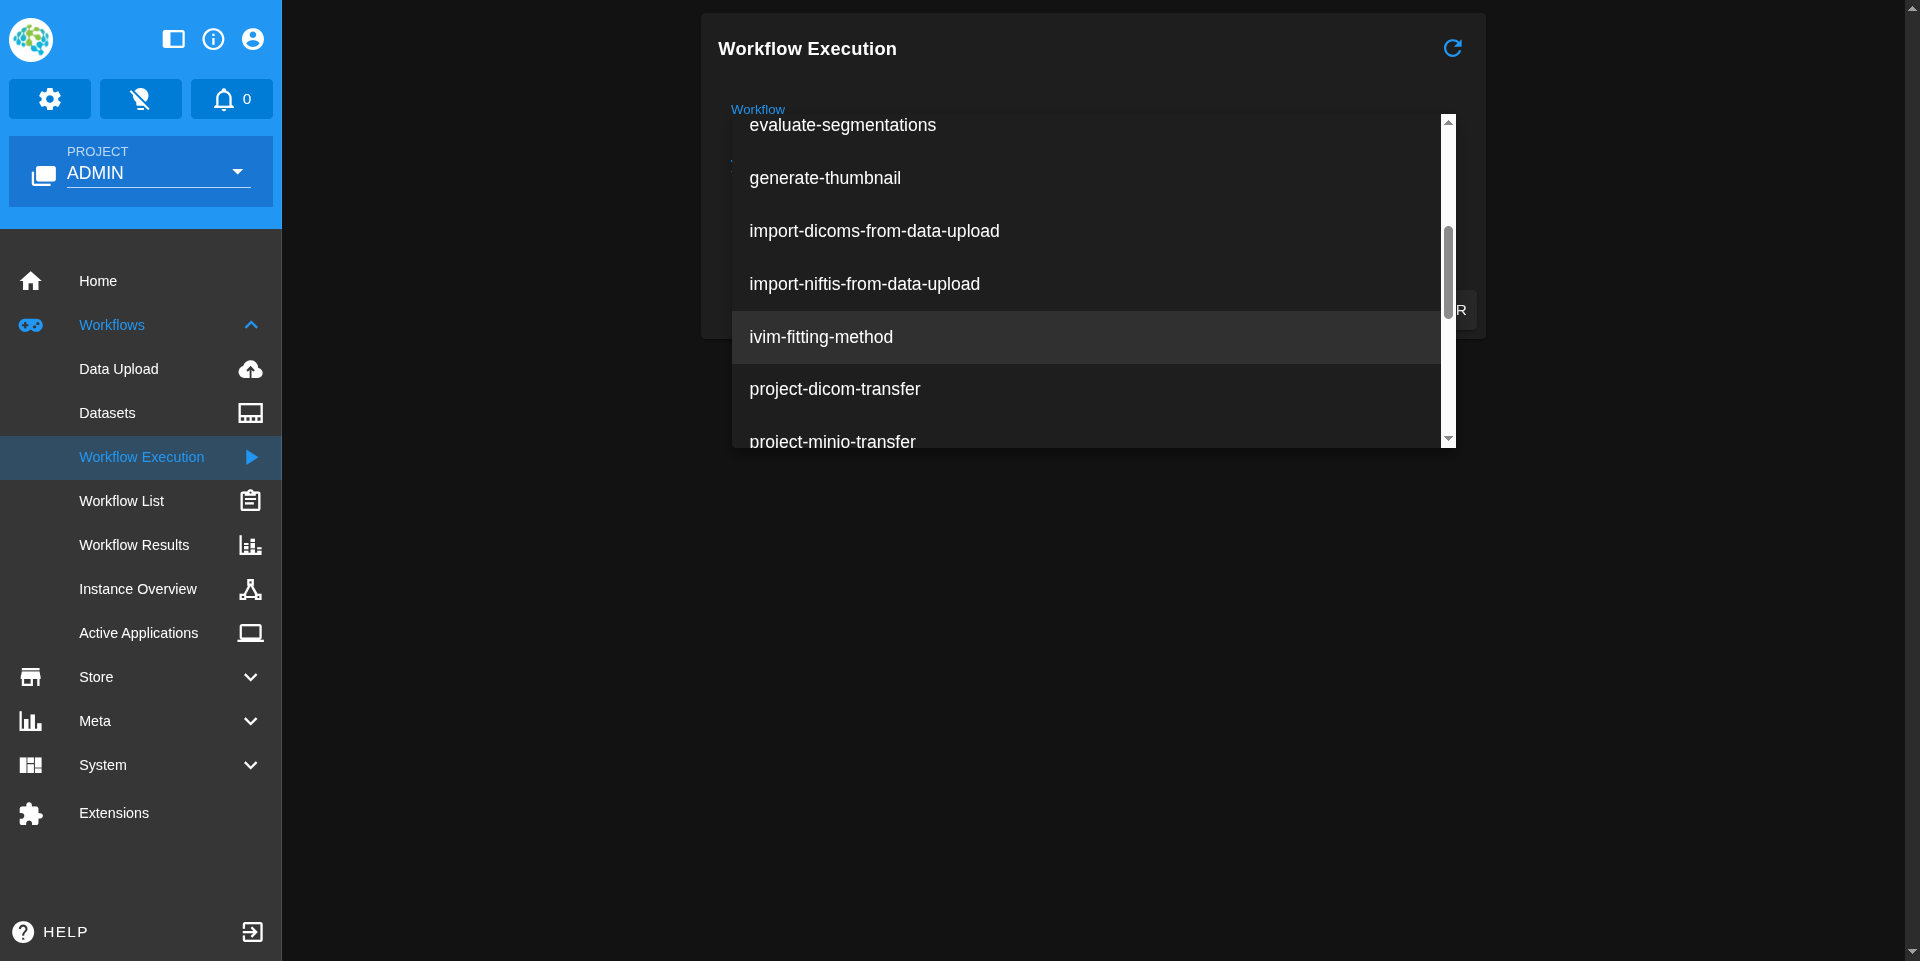 0
PROJECT
ADMIN
Home
Workflows
Data Upload
Datasets
Workflow Execution
Workflow List
Workflow Results
Instance Overview
Active Applications
Store
Meta
System
Extensions
HELP
Workflow Execution
Workflow
evaluate-segmentations
generate-thumbnail
import-dicoms-from-data-upload
import-niftis-from-data-upload
ivim-fitting-method
project-dicom-transfer
project-minio-transfer
R